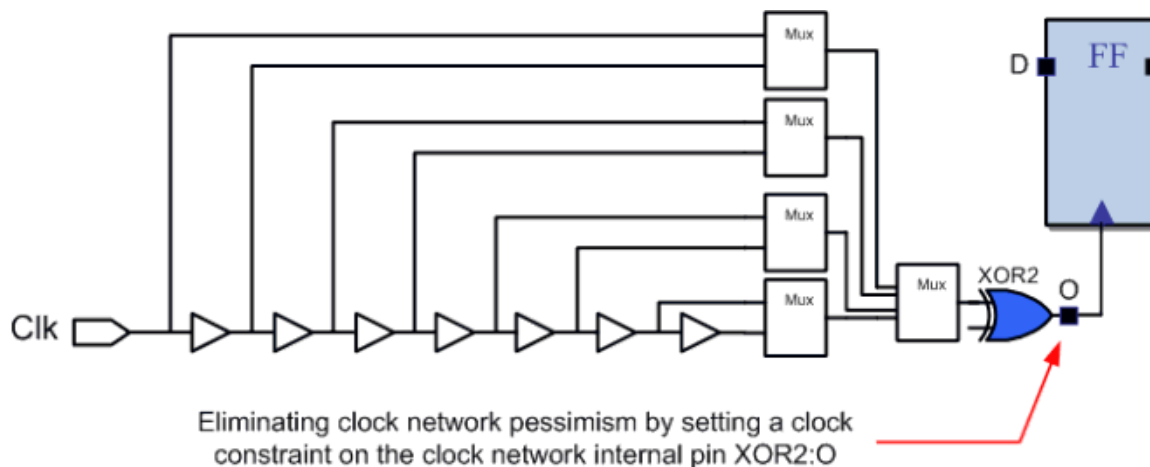 Mux
FF
D
Mux
Mux
Mux
Mux
XOR2
O
Clk
Eliminating clock network pessimism by setting a clock
constraint on the clock network internal pin XOR2:O